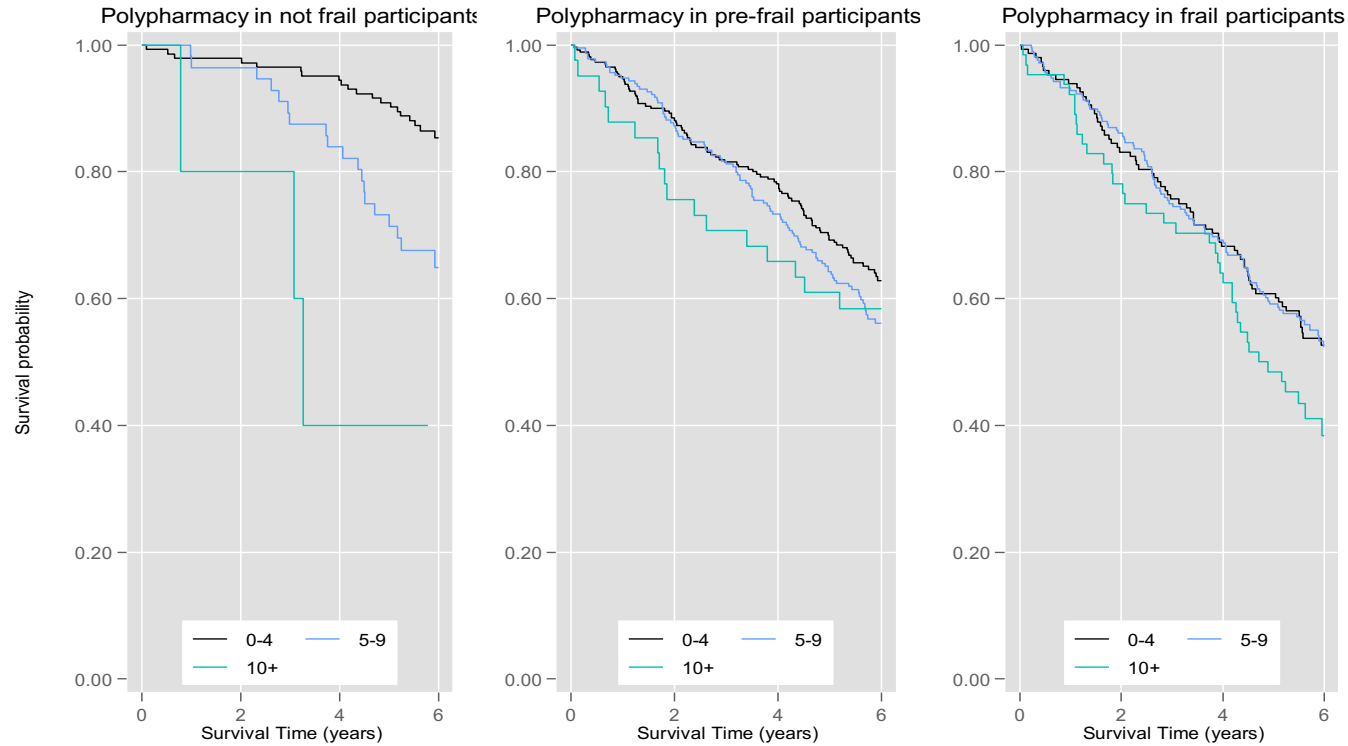 Polypharmacy in not frail participants
Polypharmacy in pre-frail participants
Polypharmacy in frail participants
Survival probability
1.00
0.80
0.60
0.40
0.20
0.00
0-4
5-9
10+
0 2 4 6
Survival Time (years)
1.00
0.80
0.60
0.40
0.20
0.00
0-4
5-9
10+
0 2 4 6
Survival Time (years)
1.00
0.80
0.60
0.40
0.20
0.00
0-4
5-9
10+
0 2 4 6
Survival Time (years)